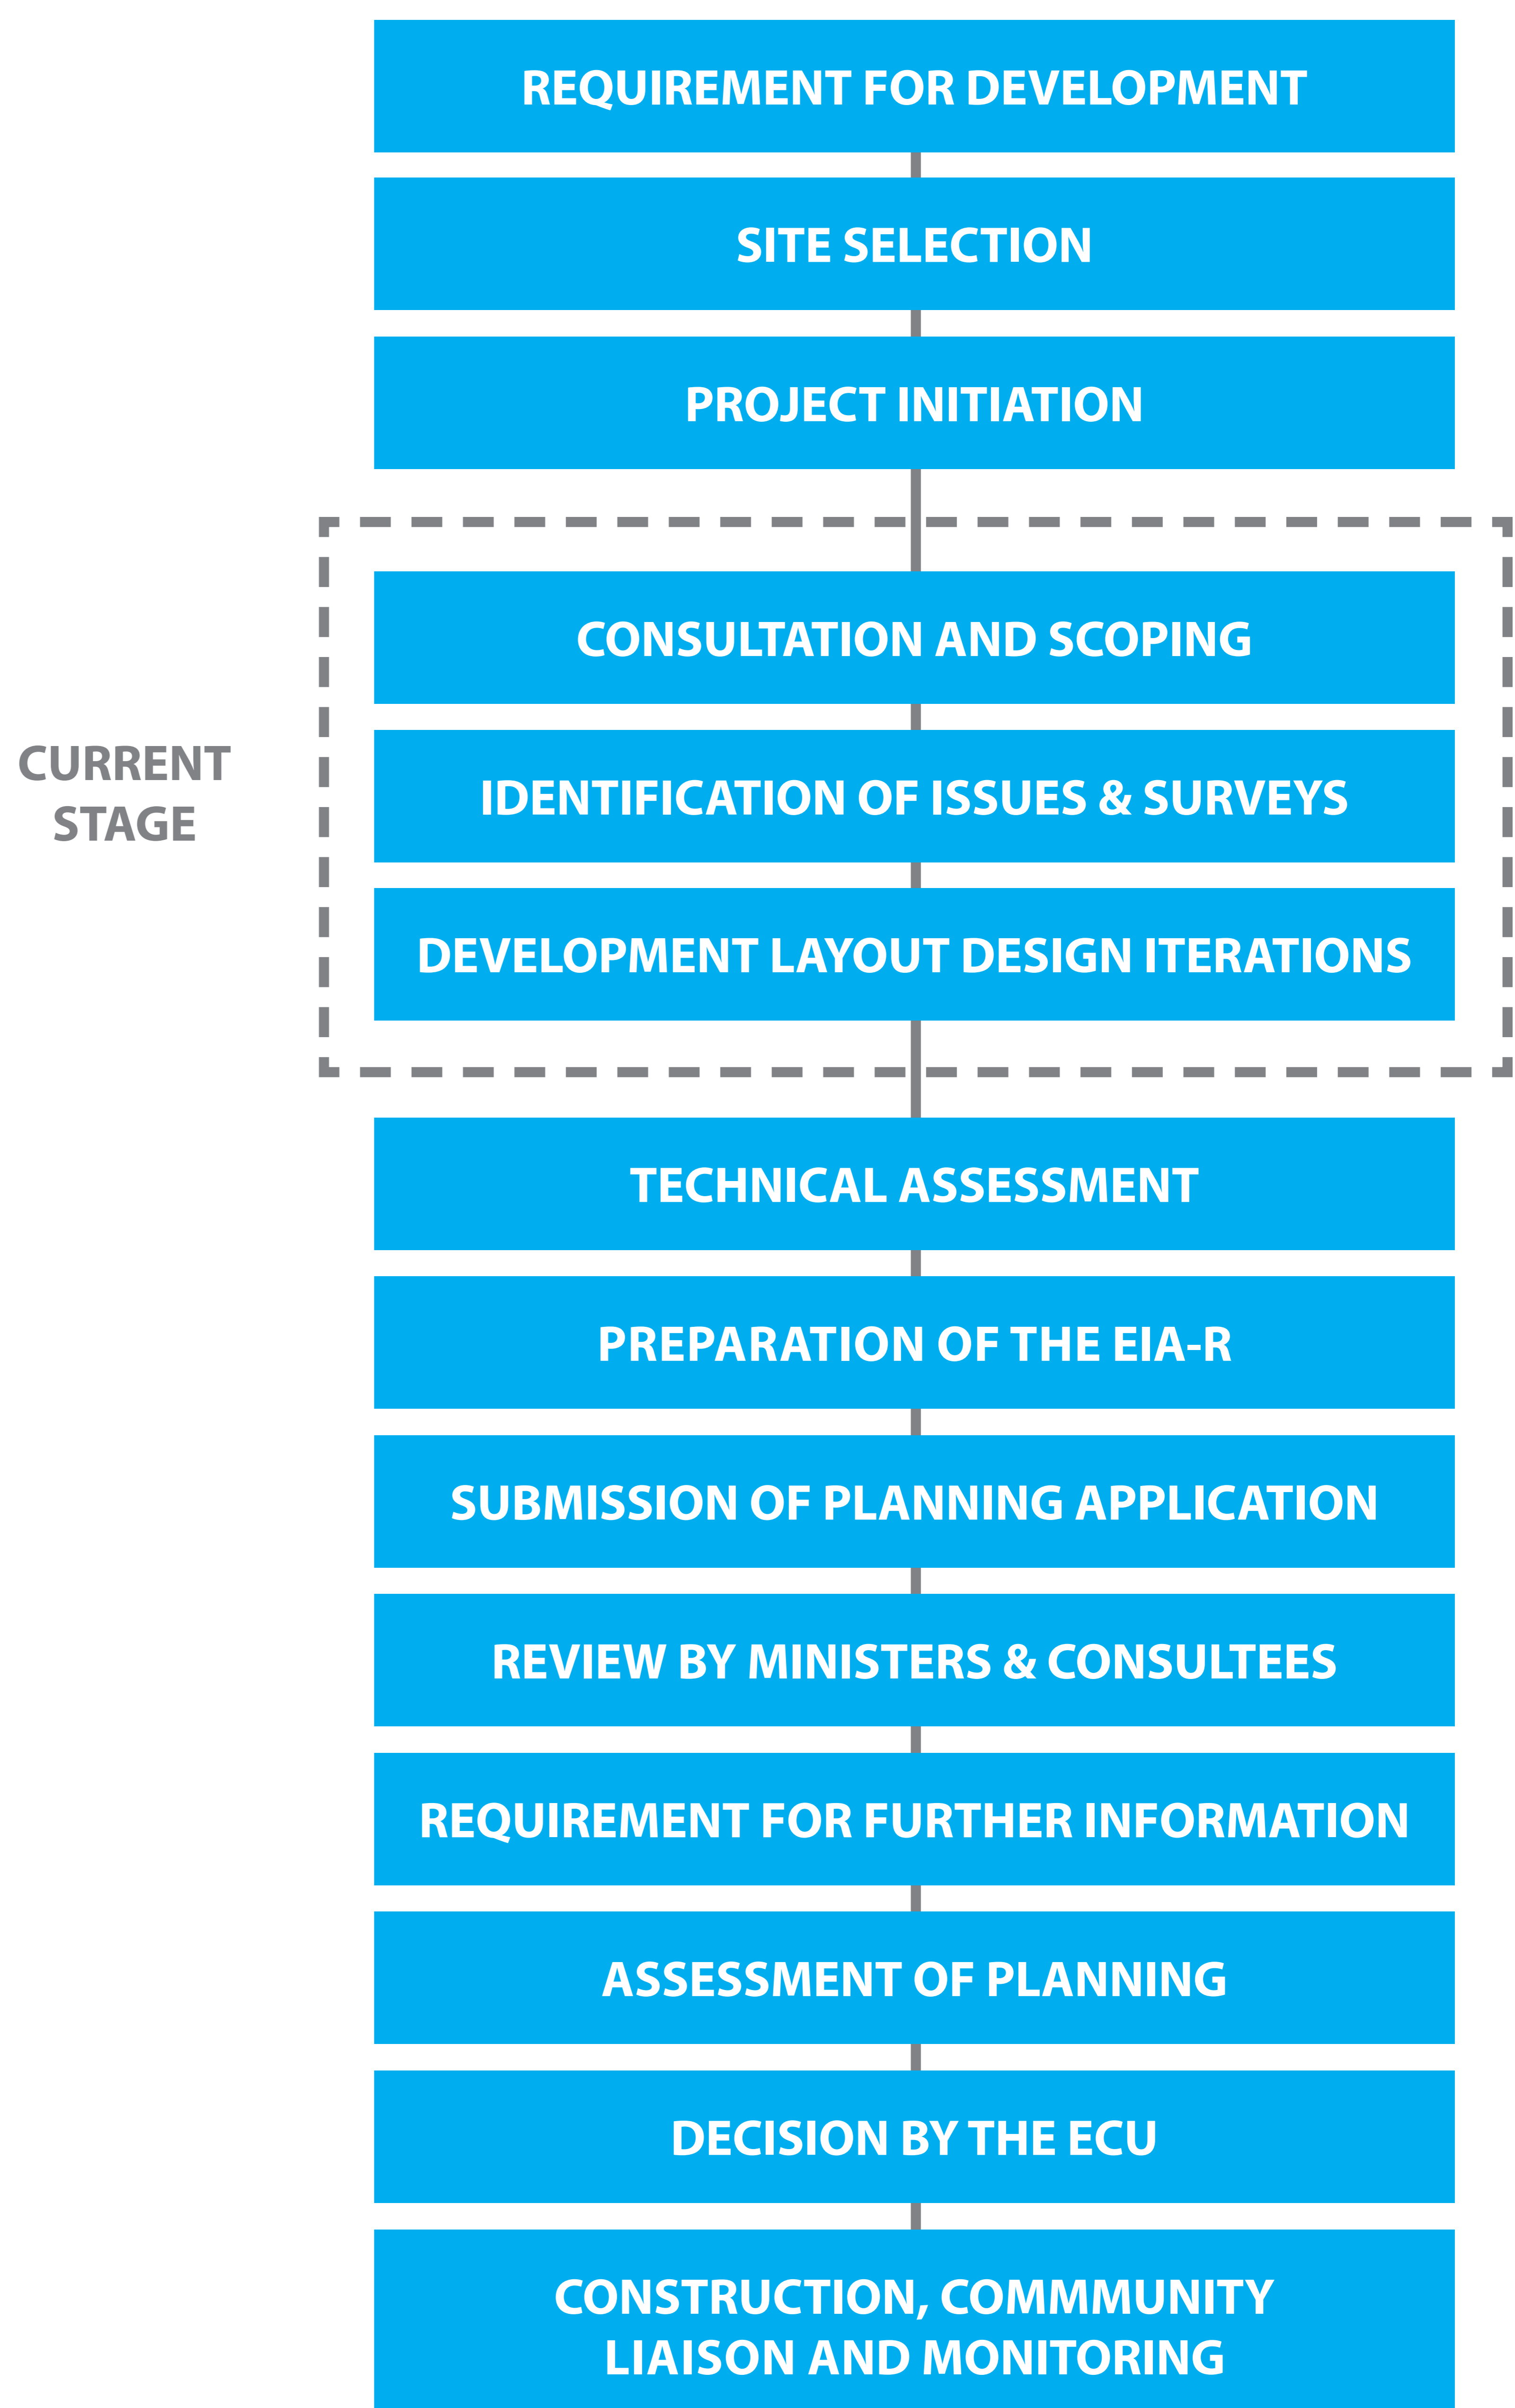 REQUIREMENT FOR DEVELOPMENT
SITE SELECTION
PROJECT INITIATION
CURRENT
STAGE
CONSULTATION AND SCOPING
IDENTIFICATION OF ISSUES & SURVEYS
DEVELOPMENT LAYOUT DESIGN ITERATIONS
TECHNICAL ASSESSMENT
PREPARATION OF THE EIA-R
SUBMISSION OF PLANNING APPLICATION
REVIEW BY MINISTERS & CONSULTEES
REQUIREMENT FOR FURTHER INFORMATION
ASSESSMENT OF PLANNING
DECISION BY THE ECU
CONSTRUCTION, COMMMUNITY
LIAISON AND MONITORING